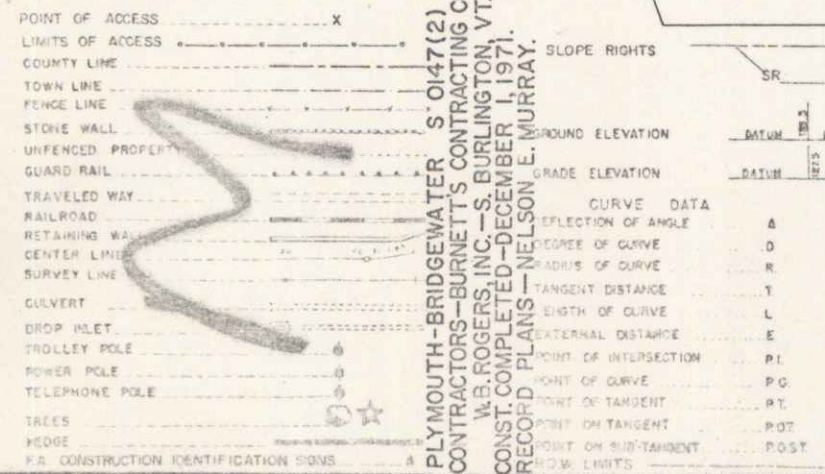 POINT OF ACCESS X
LIMITS OF ACCESS
COUNTY LINE
TOWN LINE
FENCE LINE
STONE WALL
UNFENCED PROPERTY
GUARD RAIL
TRAVELED WAY
RAILROAD
RETAINING WALL
CENTER LINE
SURVEY LINE
CULVERT
DROP INLET
TROLLEY POLE
POWER POLE
TELEPHONE POLE
TREES
HEDGE
F.A. CONSTRUCTION IDENTIFICATION SIGNS
PLYMOUTH-BRIDGEWATER S 0147(2)
CONTRACTORS-BURNETT'S CONTRACTING C
W.B. ROGERS, INC.-S. BURLINGTON, VT.
CONST. COMPLETED-DECEMBER 1, 1971.
RECORD PLANS-NELSON E. MURRAY.
SLOPE RIGHTS
SR
GROUND ELEVATION DATUM
GRADE ELEVATION DATUM
CURVE DATA
DEFLECTION OF ANGLE Δ
DEGREE OF CURVE D
RADIUS OF CURVE R
TANGENT DISTANCE T
LENGTH OF CURVE L
EXTERNAL DISTANCE E
POINT OF INTERSECTION P.I.
POINT OF CURVE P.C.
POINT OF TANGENT P.T.
POINT ON TANGENT P.O.T.
POINT ON SUB-TANGENT P.O.S.T.
R.O.W. LIMITS